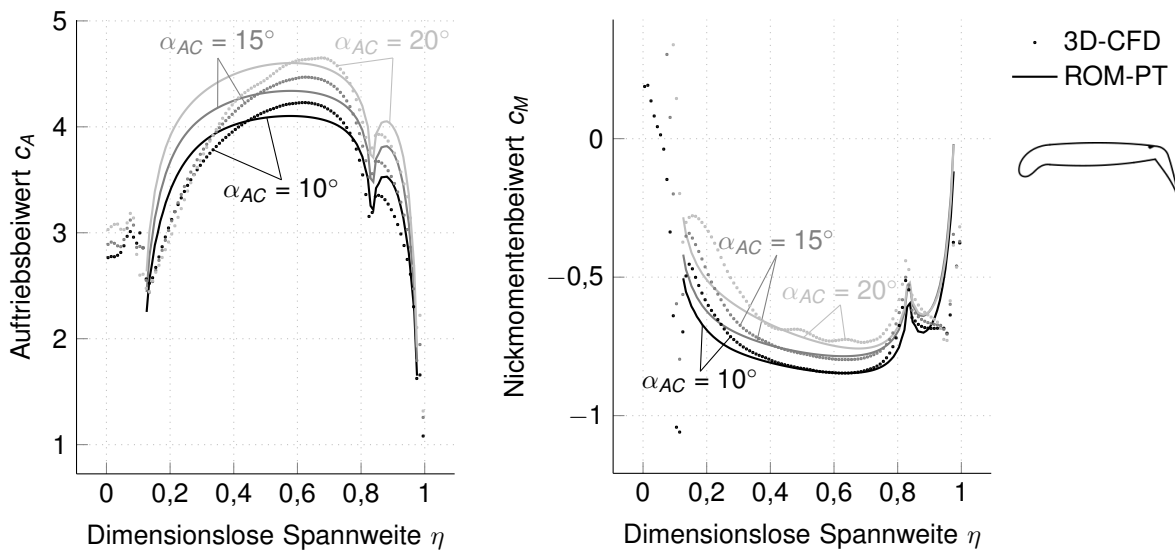 5
4
3
2
1
0
0,2
0,4
0,6
0,8
1
Auftriebsbeiwert c_A
Dimensionslose Spannweite η
α_AC = 15°
α_AC = 20°
α_AC = 10°
0
−0,5
−1
0
0,2
0,4
0,6
0,8
1
Nickmomentenbeiwert c_M
Dimensionslose Spannweite η
α_AC = 15°
α_AC = 20°
α_AC = 10°
3D-CFD
ROM-PT